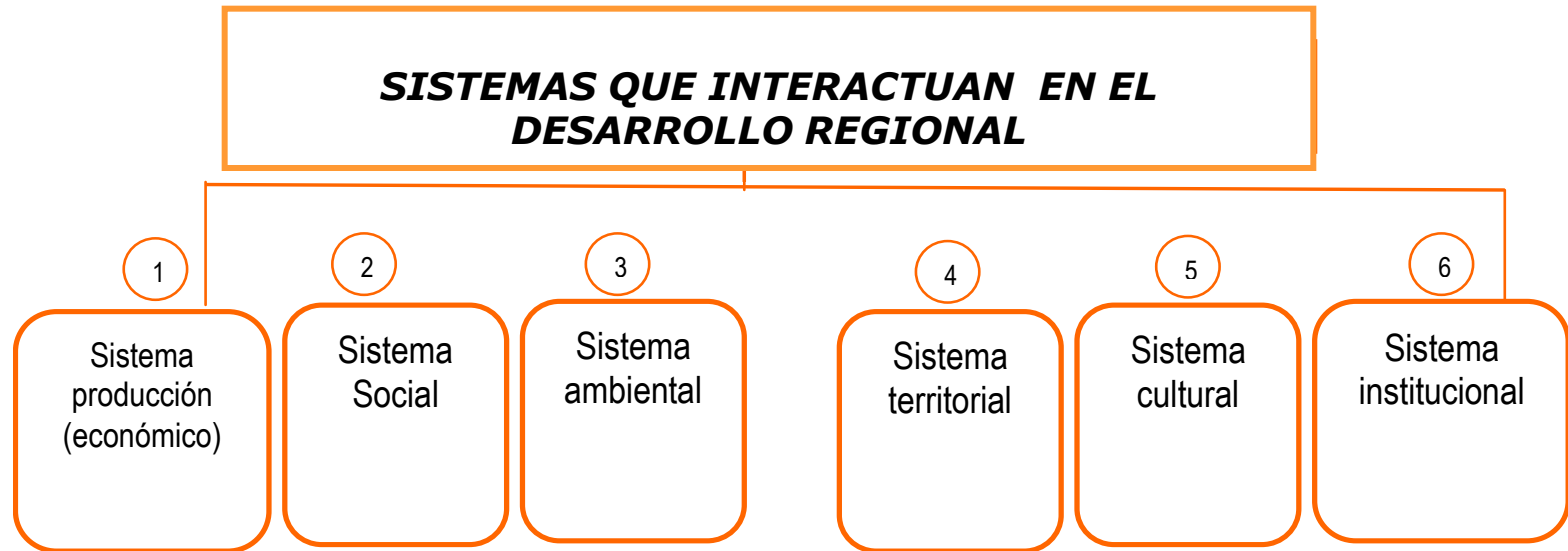 SISTEMAS QUE INTERACTUAN EN EL
DESARROLLO REGIONAL
1
2
3
4
5
6
Sistema
producción
(económico)
Sistema
Social
Sistema
ambiental
Sistema
territorial
Sistema
cultural
Sistema
institucional